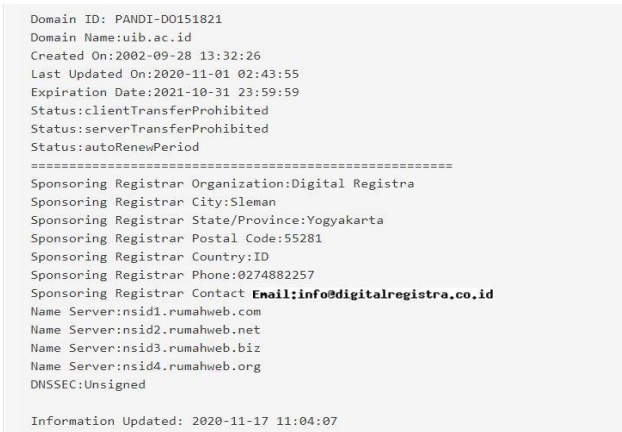 Domain ID: PANDI-DO151821
Domain Name:uib.ac.id
Created On:2002-09-28 13:32:26
Last Updated On:2020-11-01 02:43:55
Expiration Date:2021-10-31 23:59:59
Status:clientTransferProhibited
Status:serverTransferProhibited
Status:autoRenewPeriod
=======================================================
Sponsoring Registrar Organization:Digital Registra
Sponsoring Registrar City:Sleman
Sponsoring Registrar State/Province:Yogyakarta
Sponsoring Registrar Postal Code:55281
Sponsoring Registrar Country:ID
Sponsoring Registrar Phone:0274882257
Sponsoring Registrar Contact Email:info@digitalregistra.co.id
Name Server:nsid1.rumahweb.com
Name Server:nsid2.rumahweb.net
Name Server:nsid3.rumahweb.biz
Name Server:nsid4.rumahweb.org
DNSSEC:Unsigned
Information Updated: 2020-11-17 11:04:07